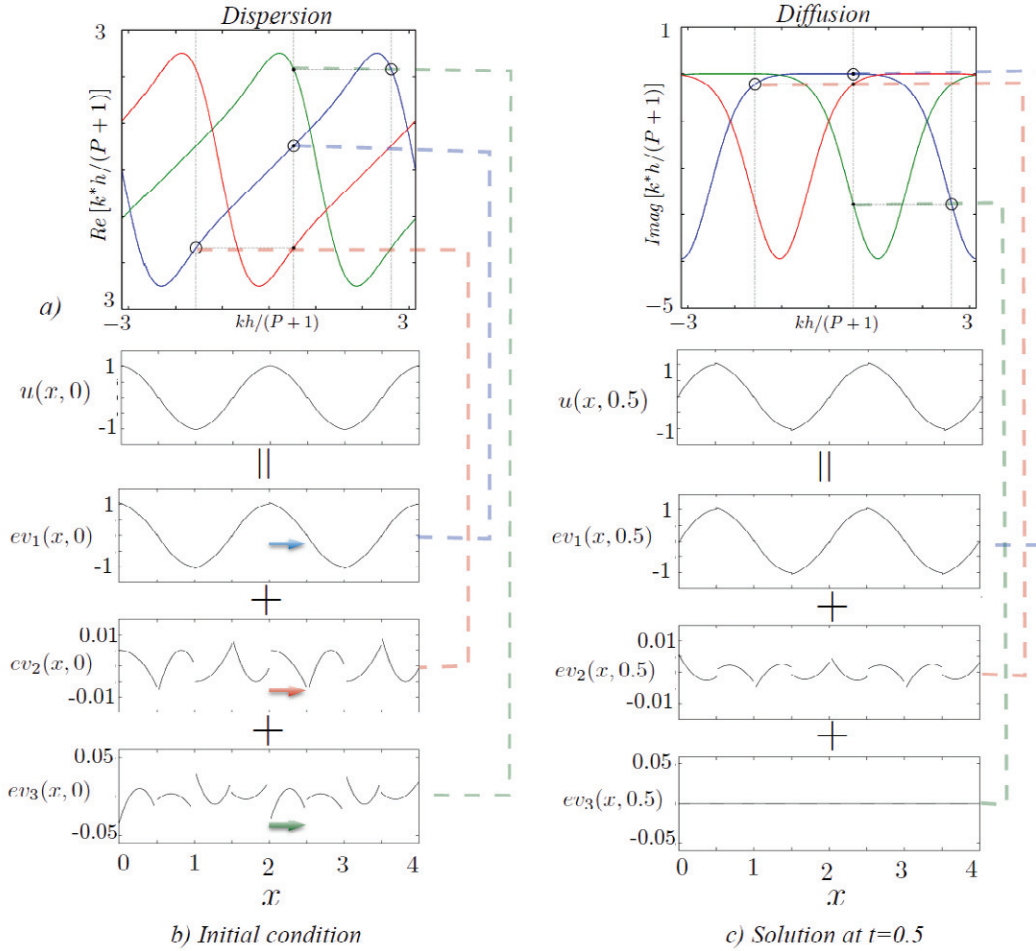 Dispersion
3
Re [k*h/(P + 1)]
3
a)
−3
kh/(P + 1)
3
u(x, 0)
1
-1
||
ev1(x, 0)
1
-1
+
ev2(x, 0)
0.01
-0.01
+
ev3(x, 0)
0.05
-0.05
0 1 2 3 4
x
b) Initial condition
Diffusion
1
Imag [k*h/(P + 1)]
−5
−3
kh/(P + 1)
3
u(x, 0.5)
1
-1
||
ev1(x, 0.5)
1
-1
+
ev2(x, 0.5)
0.01
-0.01
+
ev3(x, 0.5)
0.05
-0.05
0 1 2 3 4
x
c) Solution at t=0.5